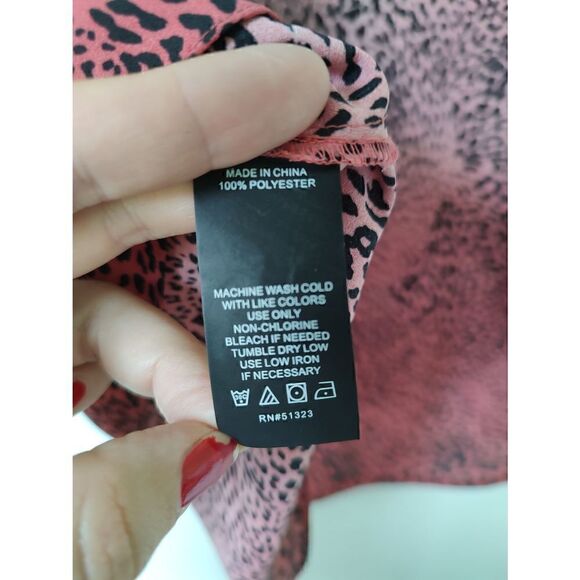 MADE IN CHINA
100% POLYESTER
MACHINE WASH COLD
WITH LIKE COLORS
USE ONLY
NON-CHLORINE
BLEACH IF NEEDED
TUMBLE DRY LOW
USE LOW IRON
IF NECESSARY
RN#51323